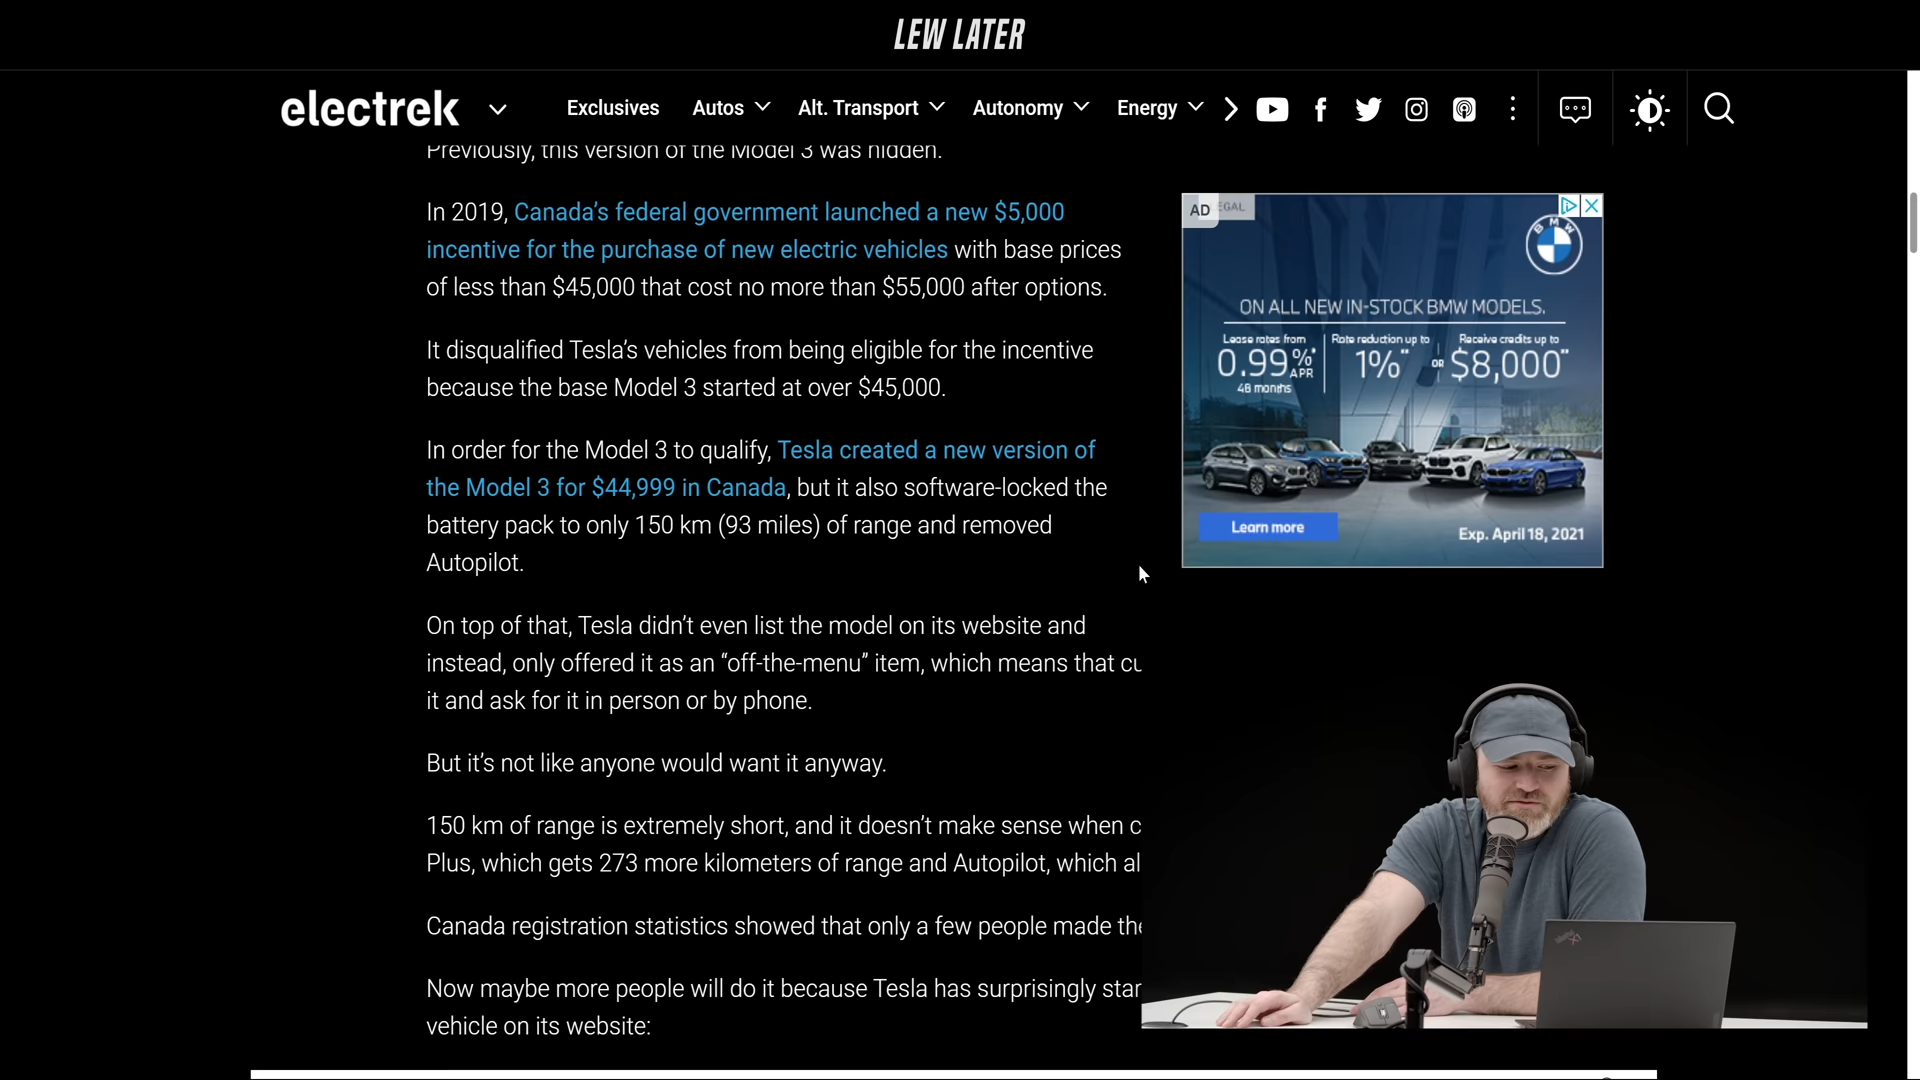 LEW LATER
electrek
Exclusives
Autos
Alt. Transport
Autonomy
Energy
Previously, this version of the Model 3 was hidden.
In 2019, Canada’s federal government launched a new $5,000
incentive for the purchase of new electric vehicles with base prices
of less than $45,000 that cost no more than $55,000 after options.
It disqualified Tesla’s vehicles from being eligible for the incentive
because the base Model 3 started at over $45,000.
In order for the Model 3 to qualify, Tesla created a new version of
the Model 3 for $44,999 in Canada, but it also software-locked the
battery pack to only 150 km (93 miles) of range and removed
Autopilot.
On top of that, Tesla didn’t even list the model on its website and
instead, only offered it as an “off-the-menu” item, which means that cu
it and ask for it in person or by phone.
But it’s not like anyone would want it anyway.
150 km of range is extremely short, and it doesn’t make sense when c
Plus, which gets 273 more kilometers of range and Autopilot, which al
Canada registration statistics showed that only a few people made the
Now maybe more people will do it because Tesla has surprisingly star
vehicle on its website:
AD
LEGAL
BMW
ON ALL NEW IN-STOCK BMW MODELS.
Lease rates from
0.99%* APR
48 months
Rate reduction up to
1%**
OR
Receive credits up to
$8,000**
Learn more
Exp. April 18, 2021